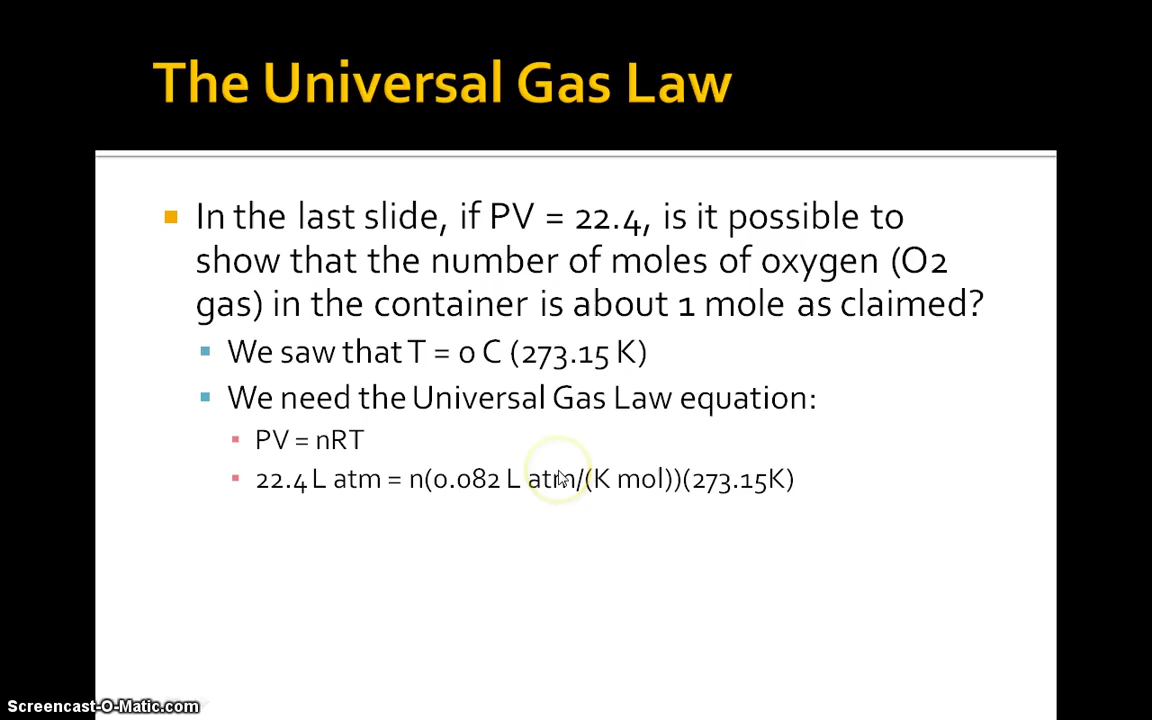 The Universal Gas Law
In the last slide, if PV = 22.4, is it possible to
show that the number of moles of oxygen (O2
gas) in the container is about 1 mole as claimed?
We saw that T = 0 C (273.15 K)
We need the Universal Gas Law equation:
PV = nRT
22.4 L atm = n(0.082 L atm/(K mol))(273.15K)
Screencast-O-Matic.com